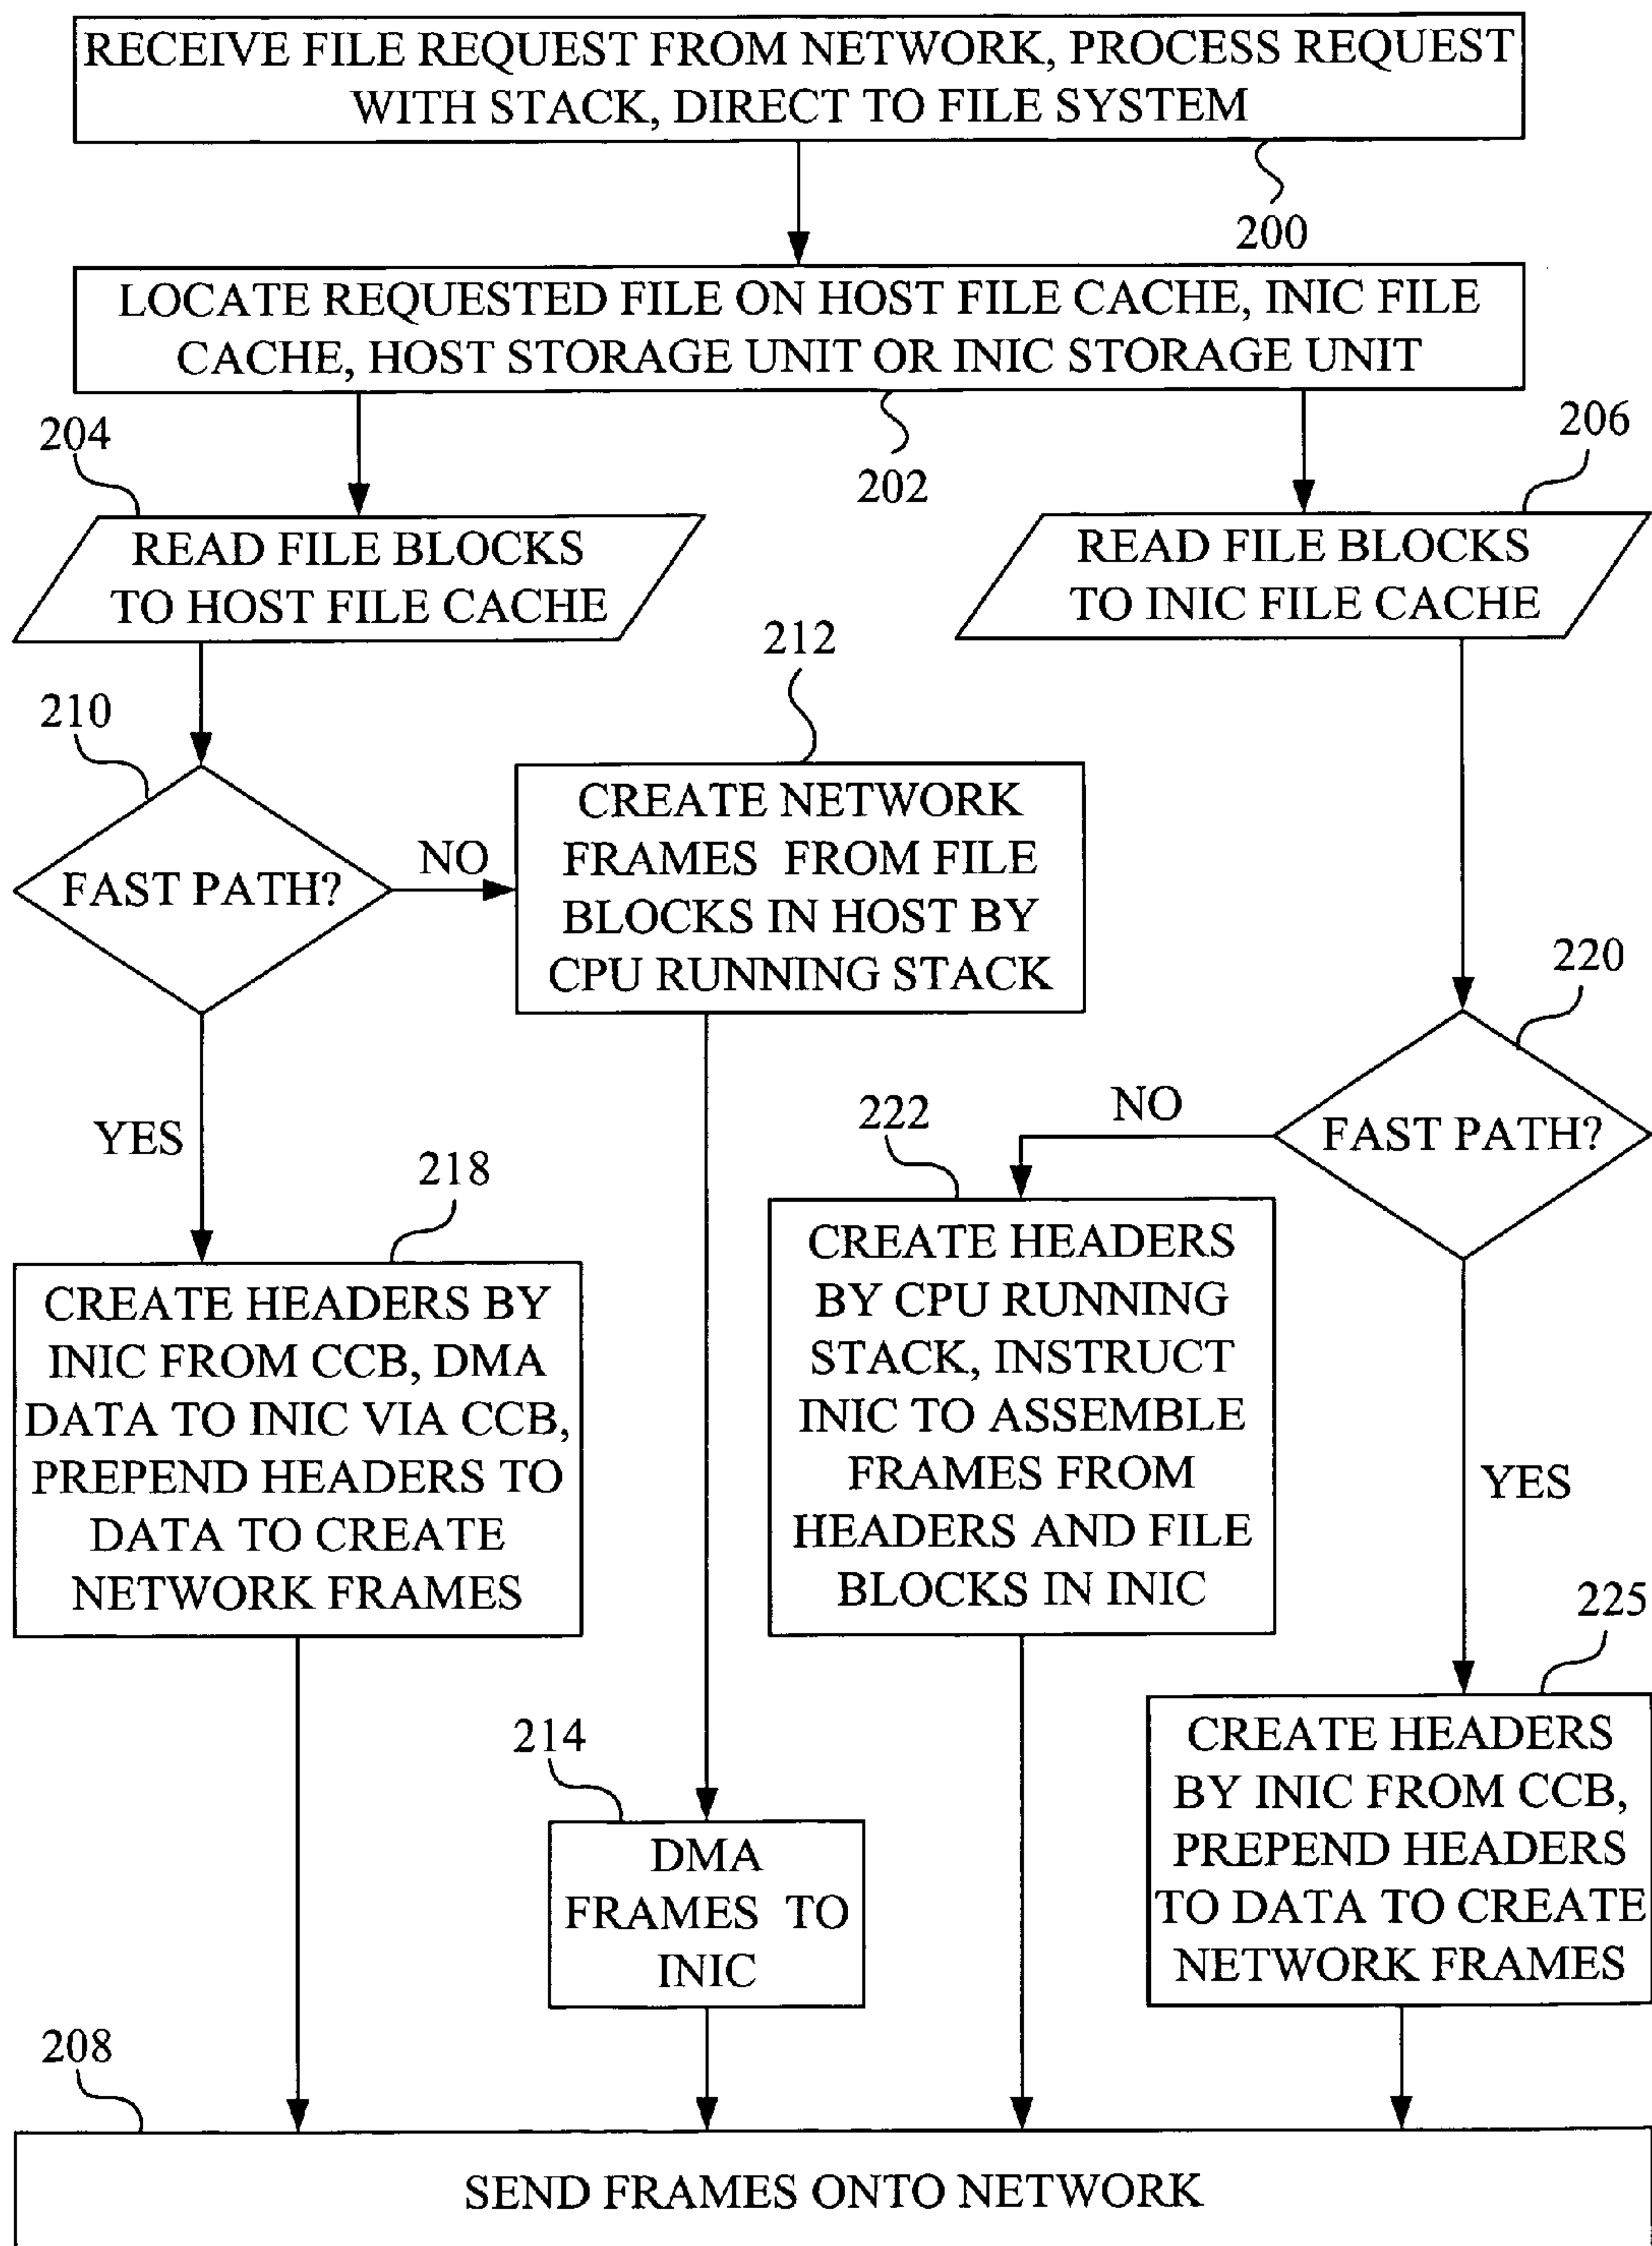 RECEIVE FILE REQUEST FROM NETWORK, PROCESS REQUEST
WITH STACK, DIRECT TO FILE SYSTEM
200
LOCATE REQUESTED FILE ON HOST FILE CACHE, INIC FILE
CACHE, HOST STORAGE UNIT OR INIC STORAGE UNIT
204
202
206
READ FILE BLOCKS
TO HOST FILE CACHE
READ FILE BLOCKS
TO INIC FILE CACHE
210
212
FAST PATH?
NO
CREATE NETWORK
FRAMES FROM FILE
BLOCKS IN HOST BY
CPU RUNNING STACK
220
FAST PATH?
YES
218
222
NO
CREATE HEADERS BY
INIC FROM CCB, DMA
DATA TO INIC VIA CCB,
PREPEND HEADERS TO
DATA TO CREATE
NETWORK FRAMES
CREATE HEADERS
BY CPU RUNNING
STACK, INSTRUCT
INIC TO ASSEMBLE
FRAMES FROM
HEADERS AND FILE
BLOCKS IN INIC
YES
225
214
DMA
FRAMES TO
INIC
CREATE HEADERS
BY INIC FROM CCB,
PREPEND HEADERS
TO DATA TO CREATE
NETWORK FRAMES
208
SEND FRAMES ONTO NETWORK